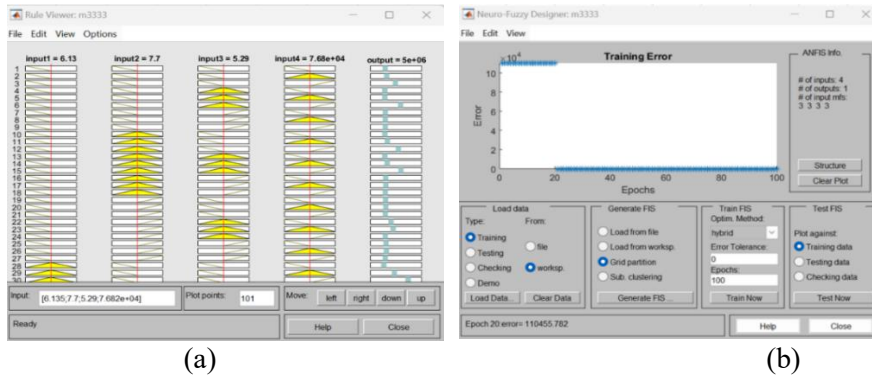 Rule Viewer: m3333
File Edit View Options
input1 = 6.13 input2 = 7.7 input3 = 5.29 input4 = 7.68e+04 output = 5e+06
1
2
3
4
5
6
7
8
9
10
11
12
13
14
15
16
17
18
19
20
21
22
23
24
25
26
27
28
29
30
Input: [6.135;7.7;5.29;7.682e+04] Plot points: 101 Move: left right down up
Ready Help Close
(a)
Neuro-Fuzzy Designer: m3333
File Edit View
×10⁴ Training Error
10
8
6
4
2
0
Error
0 20 40 60 80 100
Epochs
ANFIS Info.
# of inputs: 4
# of outputs: 1
# of input mfs:
3 3 3 3
Structure
Clear Plot
Load data
Type: From:
Training
Testing
Checking
Demo
file
worksp.
Load Data... Clear Data
Generate FIS
Load from file
Load from worksp.
Grid partition
Sub. clustering
Generate FIS ...
Train FIS
Optim. Method:
hybrid
Error Tolerance:
0
Epochs:
100
Train Now
Test FIS
Plot against:
Training data
Testing data
Checking data
Test Now
Epoch 20:error= 110455.782 Help Close
(b)